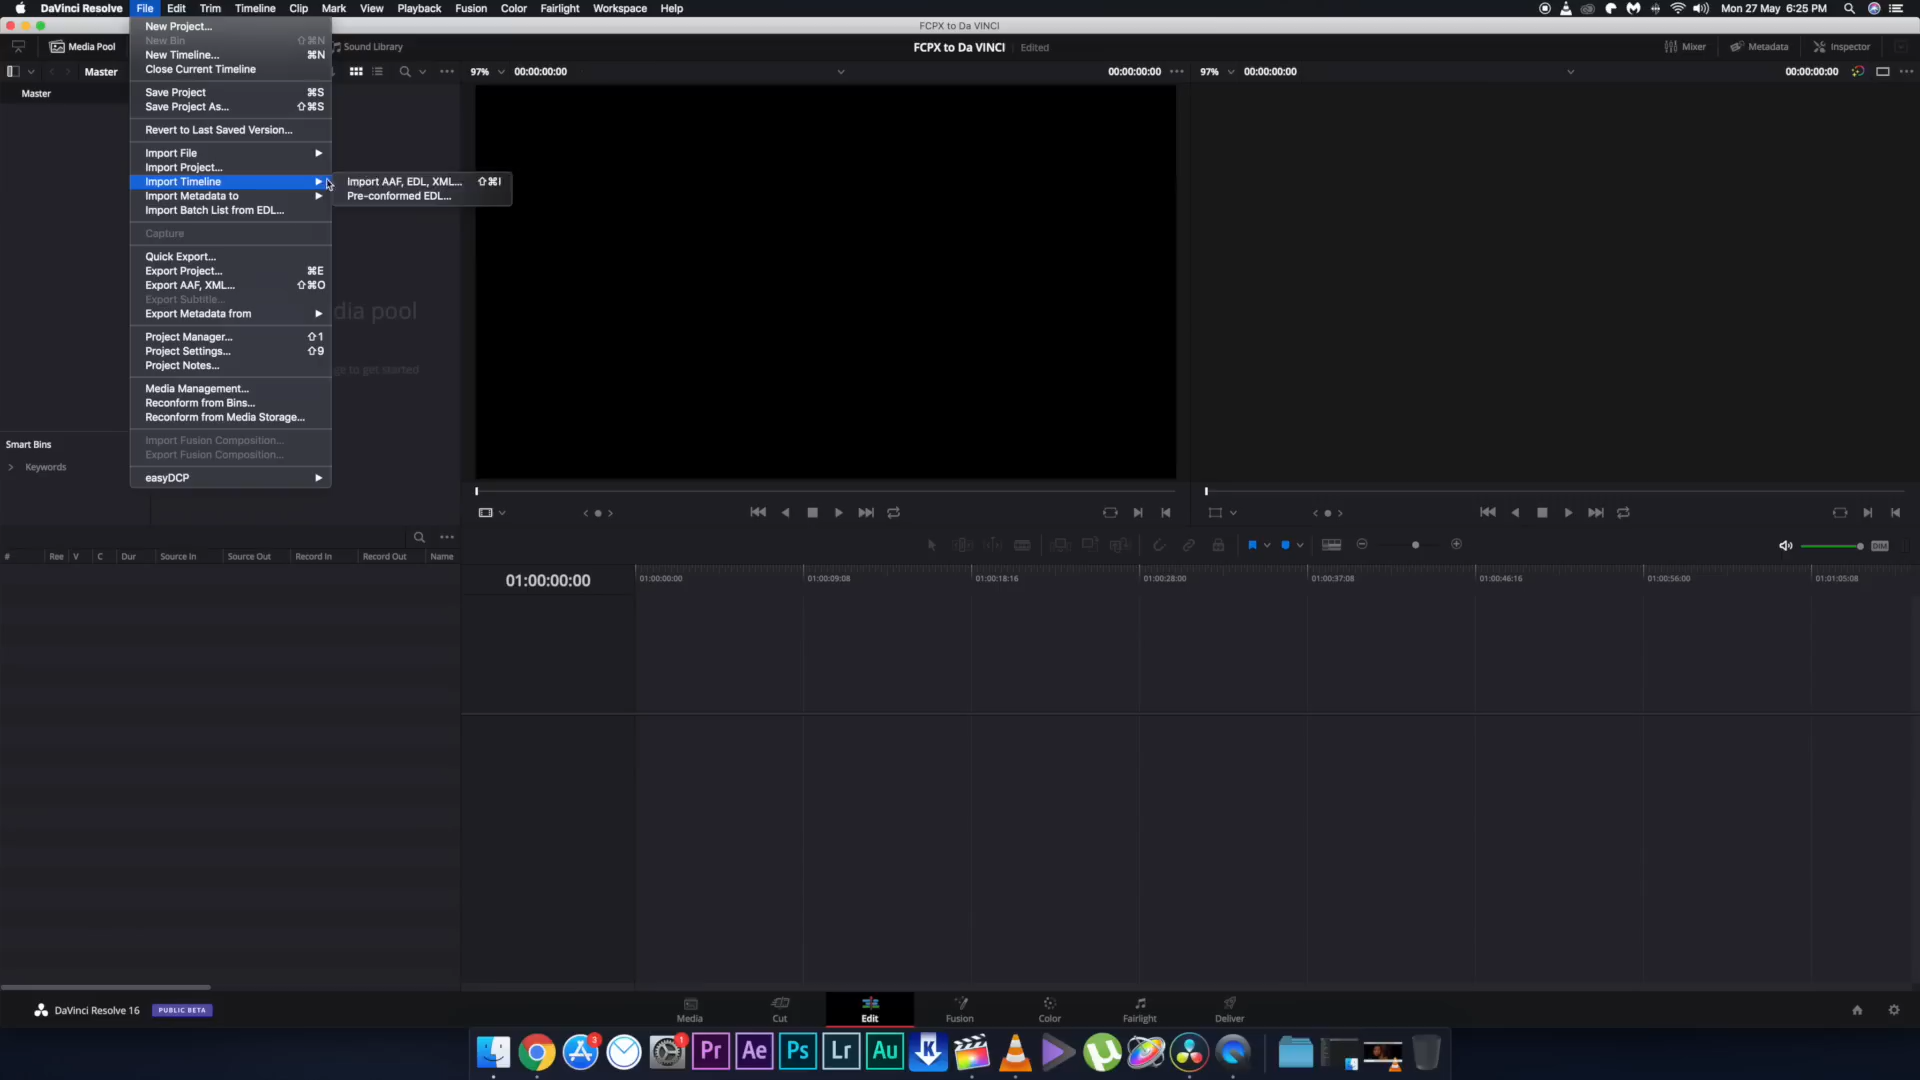 DaVinci Resolve File Edit Trim Timeline Clip Mark View Playback Fusion Color Fairlight Workspace Help
Mon 27 May 6:25 PM
FCPX to Da VINCI
Media Pool
Sound Library
FCPX to Da VINCI Edited
Mixer Metadata Inspector
Master
97% 00:00:00:00
00:00:00:00
97% 00:00:00:00
00:00:00:00
Master
New Project...
New Bin ⇧⌘N
New Timeline... ⌘N
Close Current Timeline
Save Project ⌘S
Save Project As... ⇧⌘S
Revert to Last Saved Version...
Import File
Import Project...
Import Timeline
Import Metadata to
Import Batch List from EDL...
Capture
Quick Export...
Export Project... ⌘E
Export AAF, XML... ⇧⌘O
Export Subtitle...
Export Metadata from
Project Manager... ⇧1
Project Settings... ⇧9
Project Notes...
Media Management...
Reconform from Bins...
Reconform from Media Storage...
Import Fusion Composition...
Export Fusion Composition...
easyDCP
Import AAF, EDL, XML... ⇧⌘I
Pre-conformed EDL...
dia pool
ge to get started
Smart Bins
Keywords
# Ree V C Dur Source In Source Out Record In Record Out Name
DIM
01:00:00:00
01:00:00:00 01:00:09:08 01:00:18:16 01:00:28:00 01:00:37:08 01:00:46:16 01:00:56:00 01:01:05:08
DaVinci Resolve 16 PUBLIC BETA
Media Cut Edit Fusion Color Fairlight Deliver
3 1 Pr Ae Ps Lr Au K